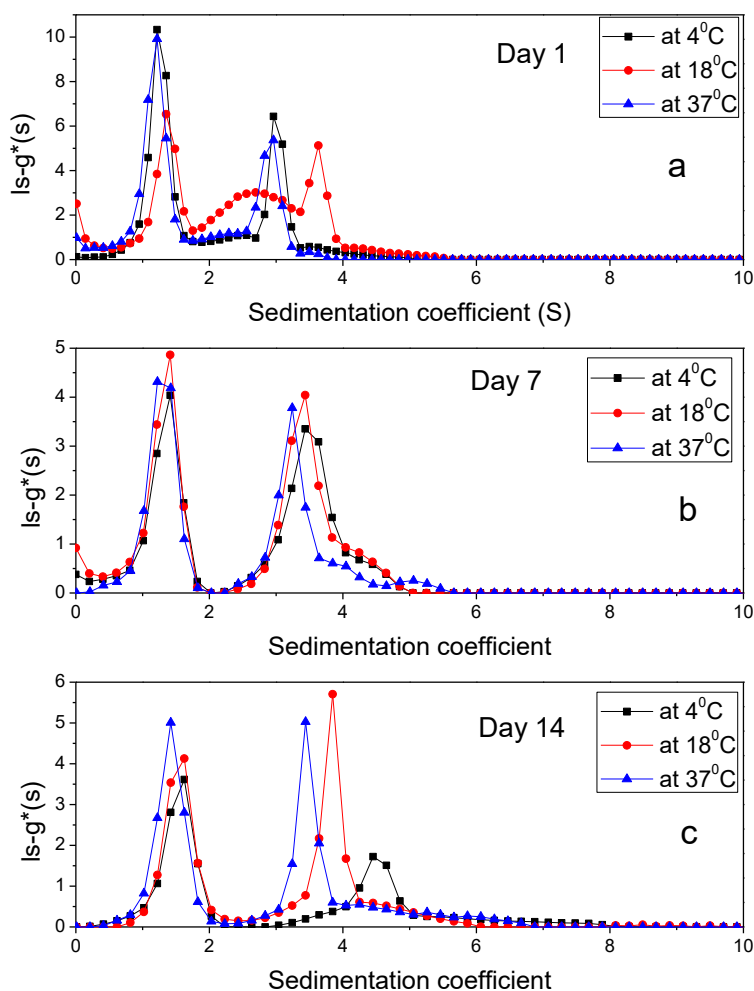 Day 1
at 4⁰C
at 18⁰C
at 37⁰C
a
ls-g*(s)
10
8
6
4
2
0
0 2 4 6 8 10
Sedimentation coefficient (S)
Day 7
at 4⁰C
at 18⁰C
at 37⁰C
b
ls-g*(s)
5
4
3
2
1
0
0 2 4 6 8 10
Sedimentation coefficient
Day 14
at 4⁰C
at 18⁰C
at 37⁰C
c
ls-g*(s)
6
5
4
3
2
1
0
0 2 4 6 8 10
Sedimentation coefficient